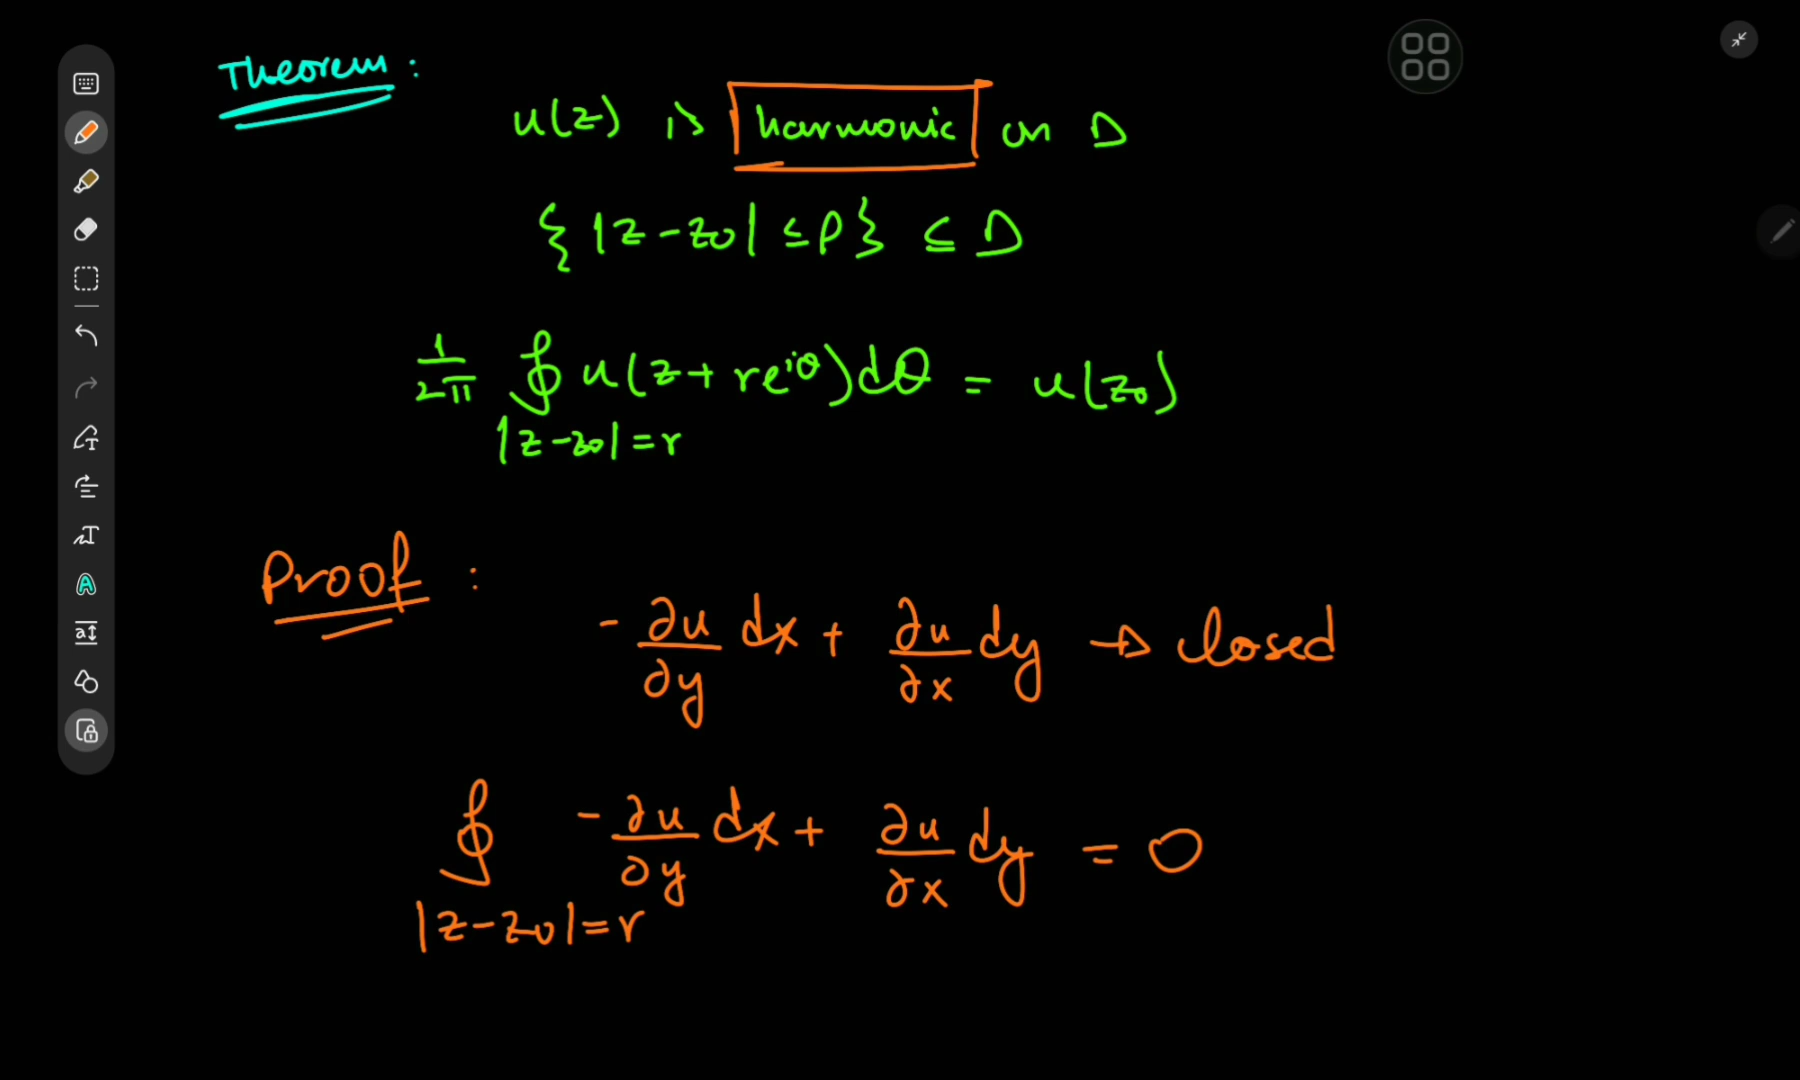 Theorem :
u(z) is harmonic on D
{ |z - z₀| ≤ ρ } ⊆ D
1/2π ∮ u(z + re^{iθ}) dθ = u(z₀)
|z - z₀| = r
Proof :
- ∂u/∂y dx + ∂u/∂x dy → closed
∮ - ∂u/∂y dx + ∂u/∂x dy = 0
|z - z₀| = r